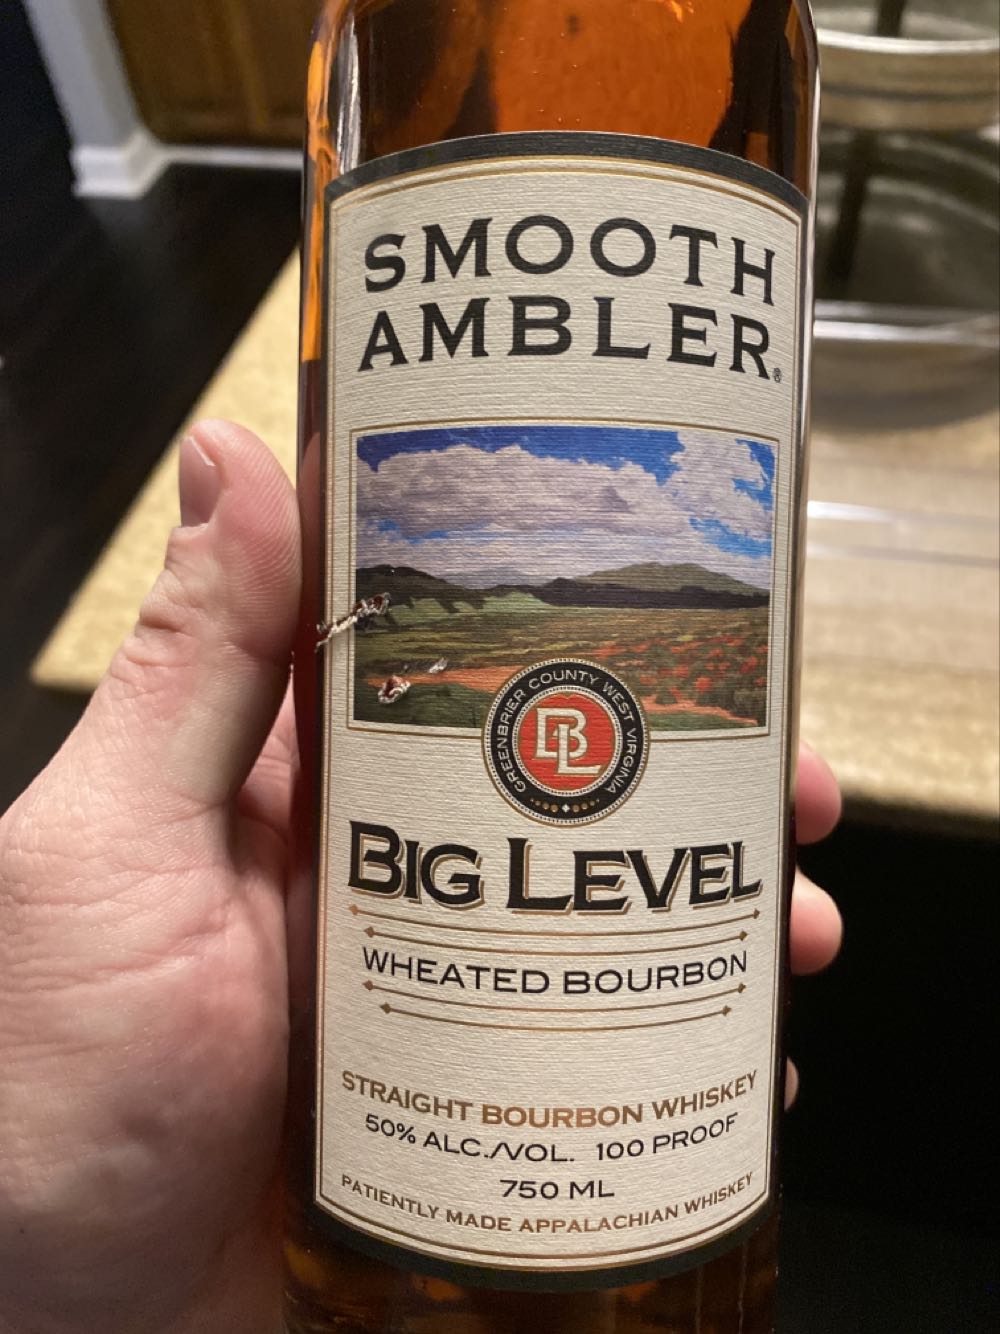 SMOOTH
AMBLER®
GREENBRIER COUNTY WEST VIRGINIA
BL
BIG LEVEL
WHEATED BOURBON
STRAIGHT BOURBON WHISKEY
50% ALC./VOL. 100 PROOF
750 ML
PATIENTLY MADE APPALACHIAN WHISKEY